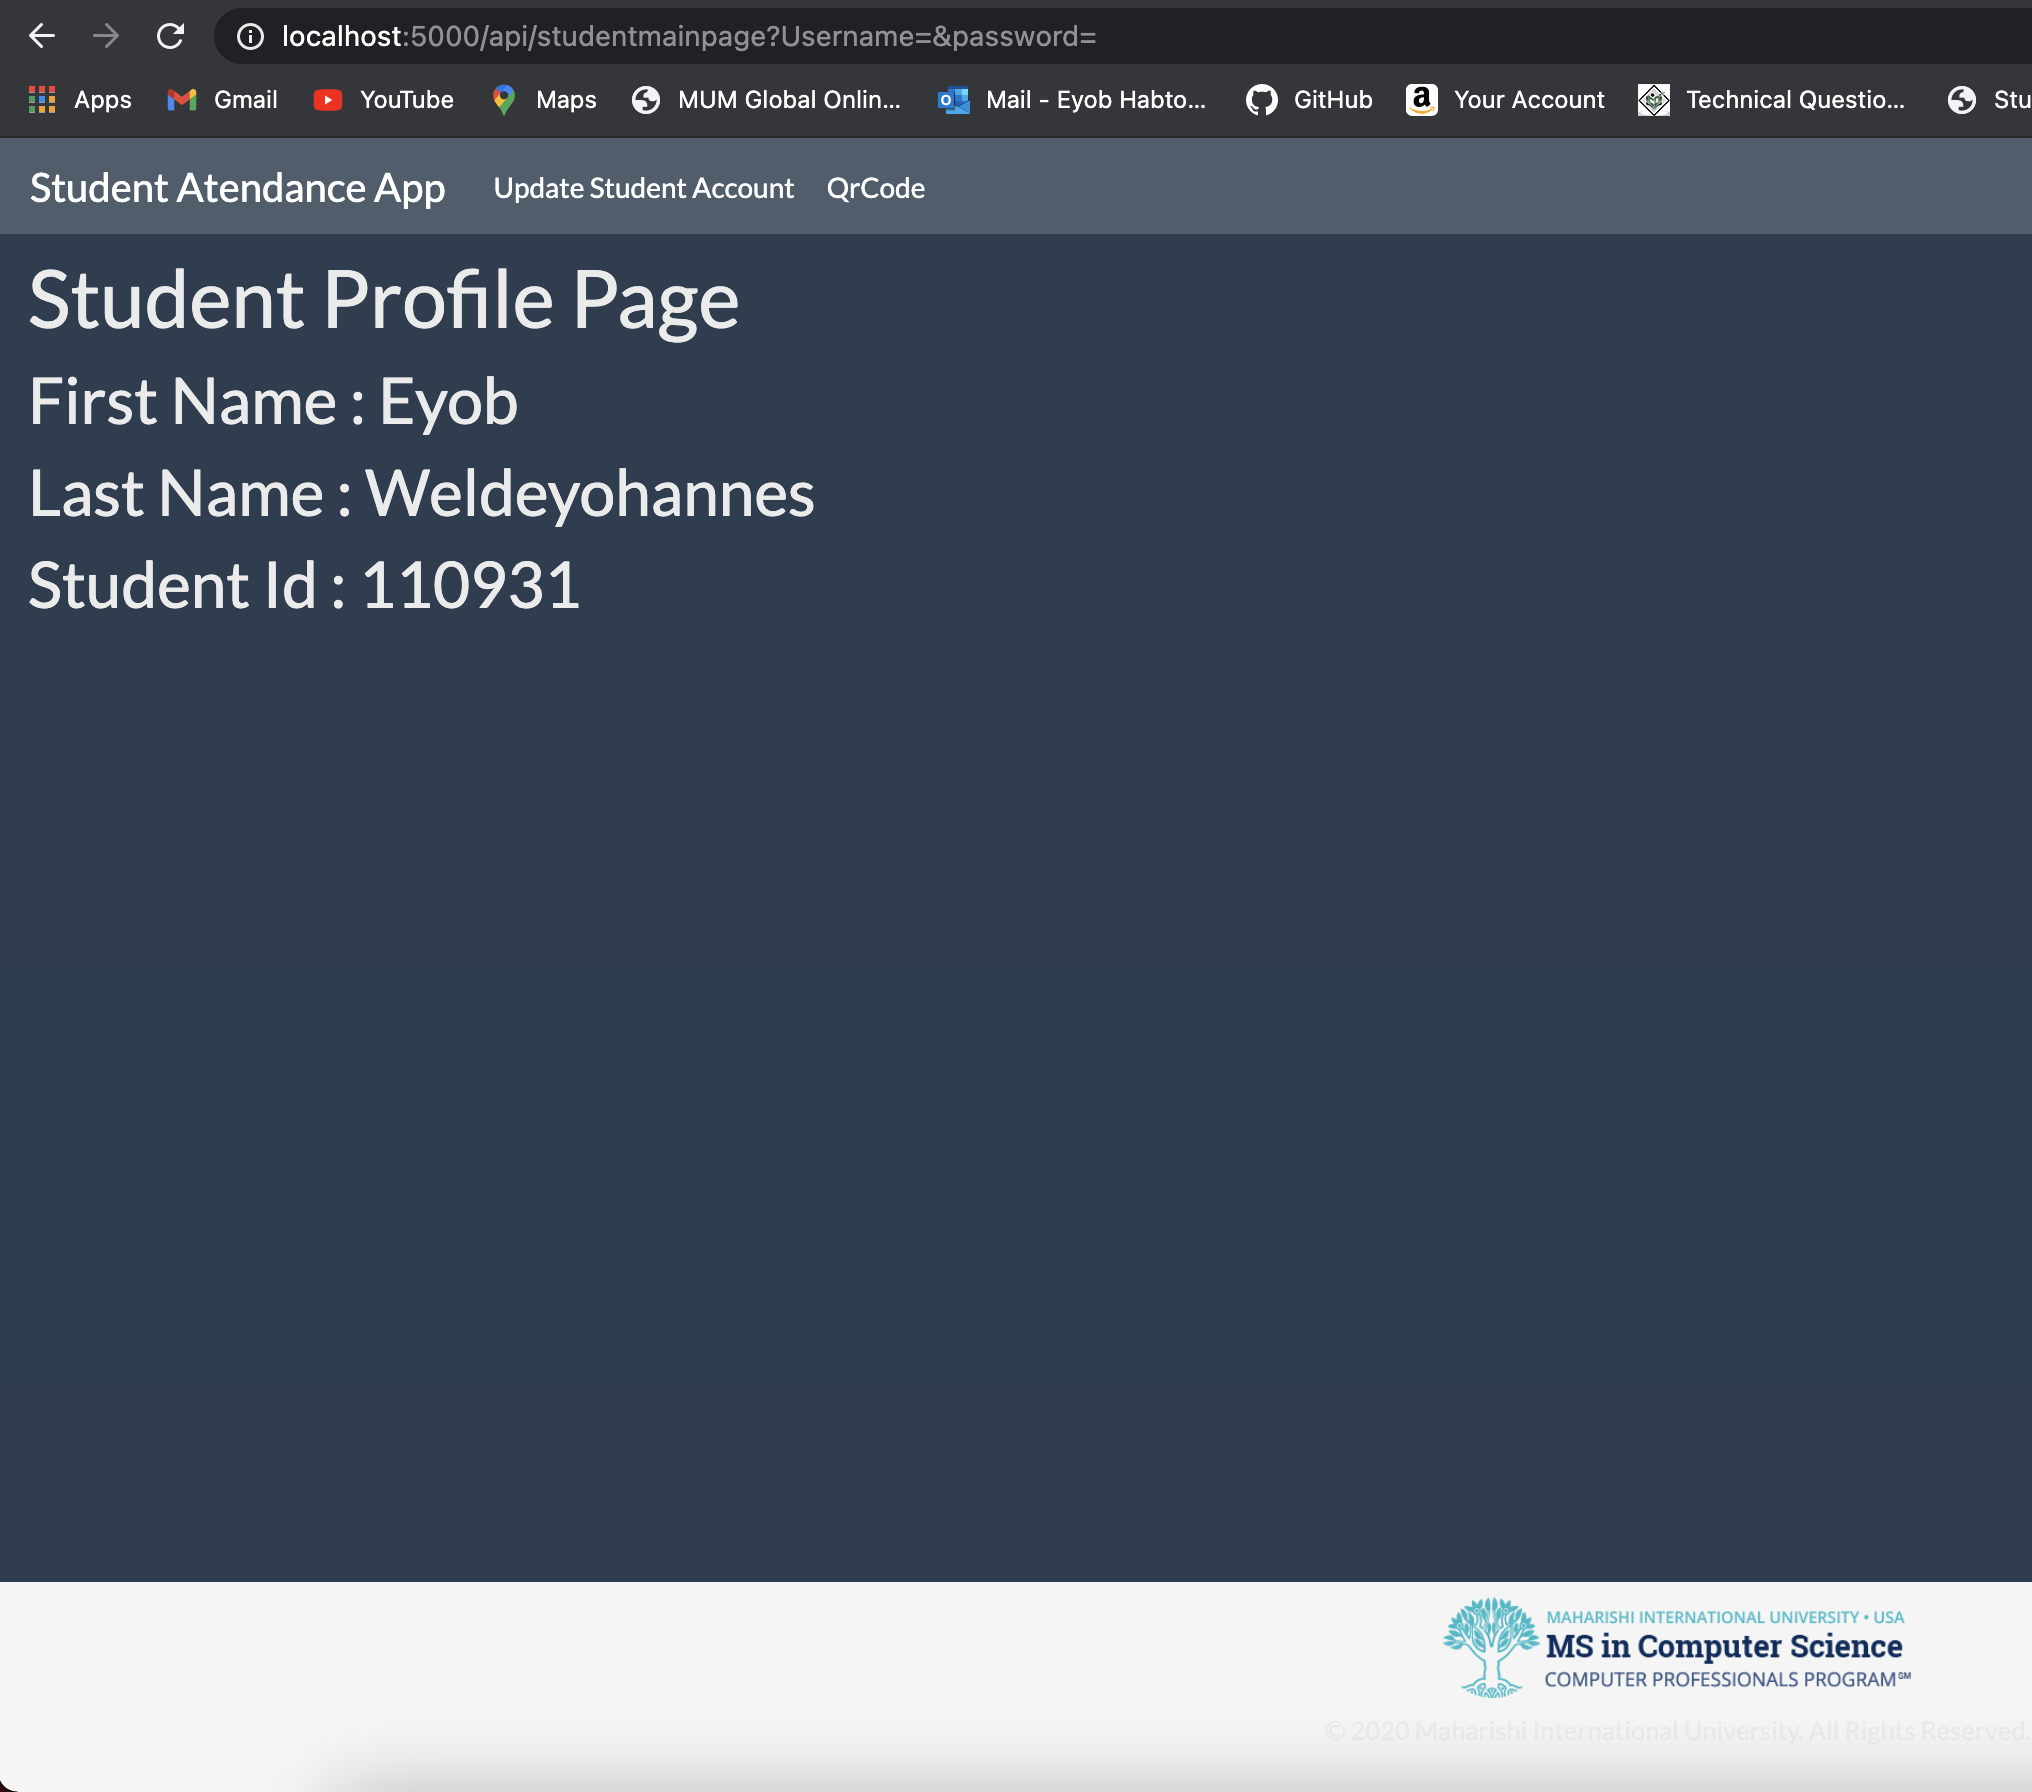 localhost:5000/api/studentmainpage?Username=&password=
Apps Gmail YouTube Maps MUM Global Onlin... Mail - Eyob Habto... GitHub Your Account Technical Questio... Stu
Student Atendance App Update Student Account QrCode
Student Profile Page
First Name : Eyob
Last Name : Weldeyohannes
Student Id : 110931
MAHARISHI INTERNATIONAL UNIVERSITY • USA
MS in Computer Science
COMPUTER PROFESSIONALS PROGRAM℠
© 2020 Maharishi International University. All Rights Reserved.